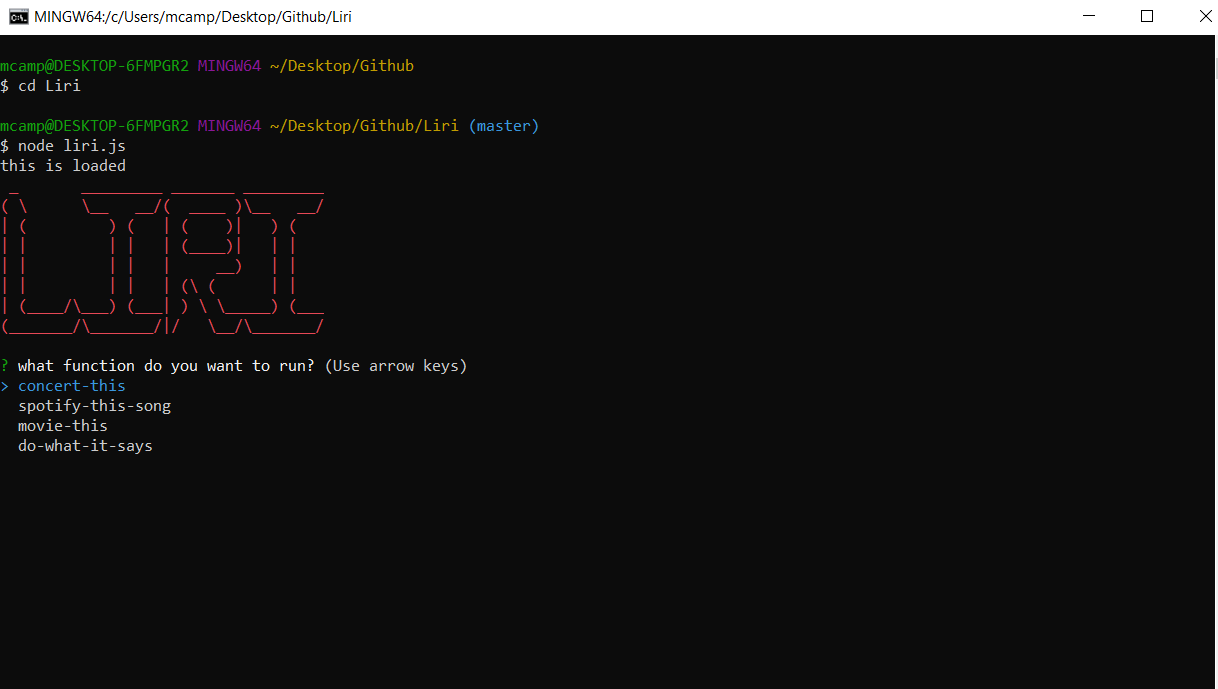 MINGW64:/c/Users/mcamp/Desktop/Github/Liri
mcamp@DESKTOP-6FMPGR2 MINGW64 ~/Desktop/Github
$ cd Liri
mcamp@DESKTOP-6FMPGR2 MINGW64 ~/Desktop/Github/Liri (master)
$ node liri.js
this is loaded
LIRI
? what function do you want to run? (Use arrow keys)
> concert-this
spotify-this-song
movie-this
do-what-it-says